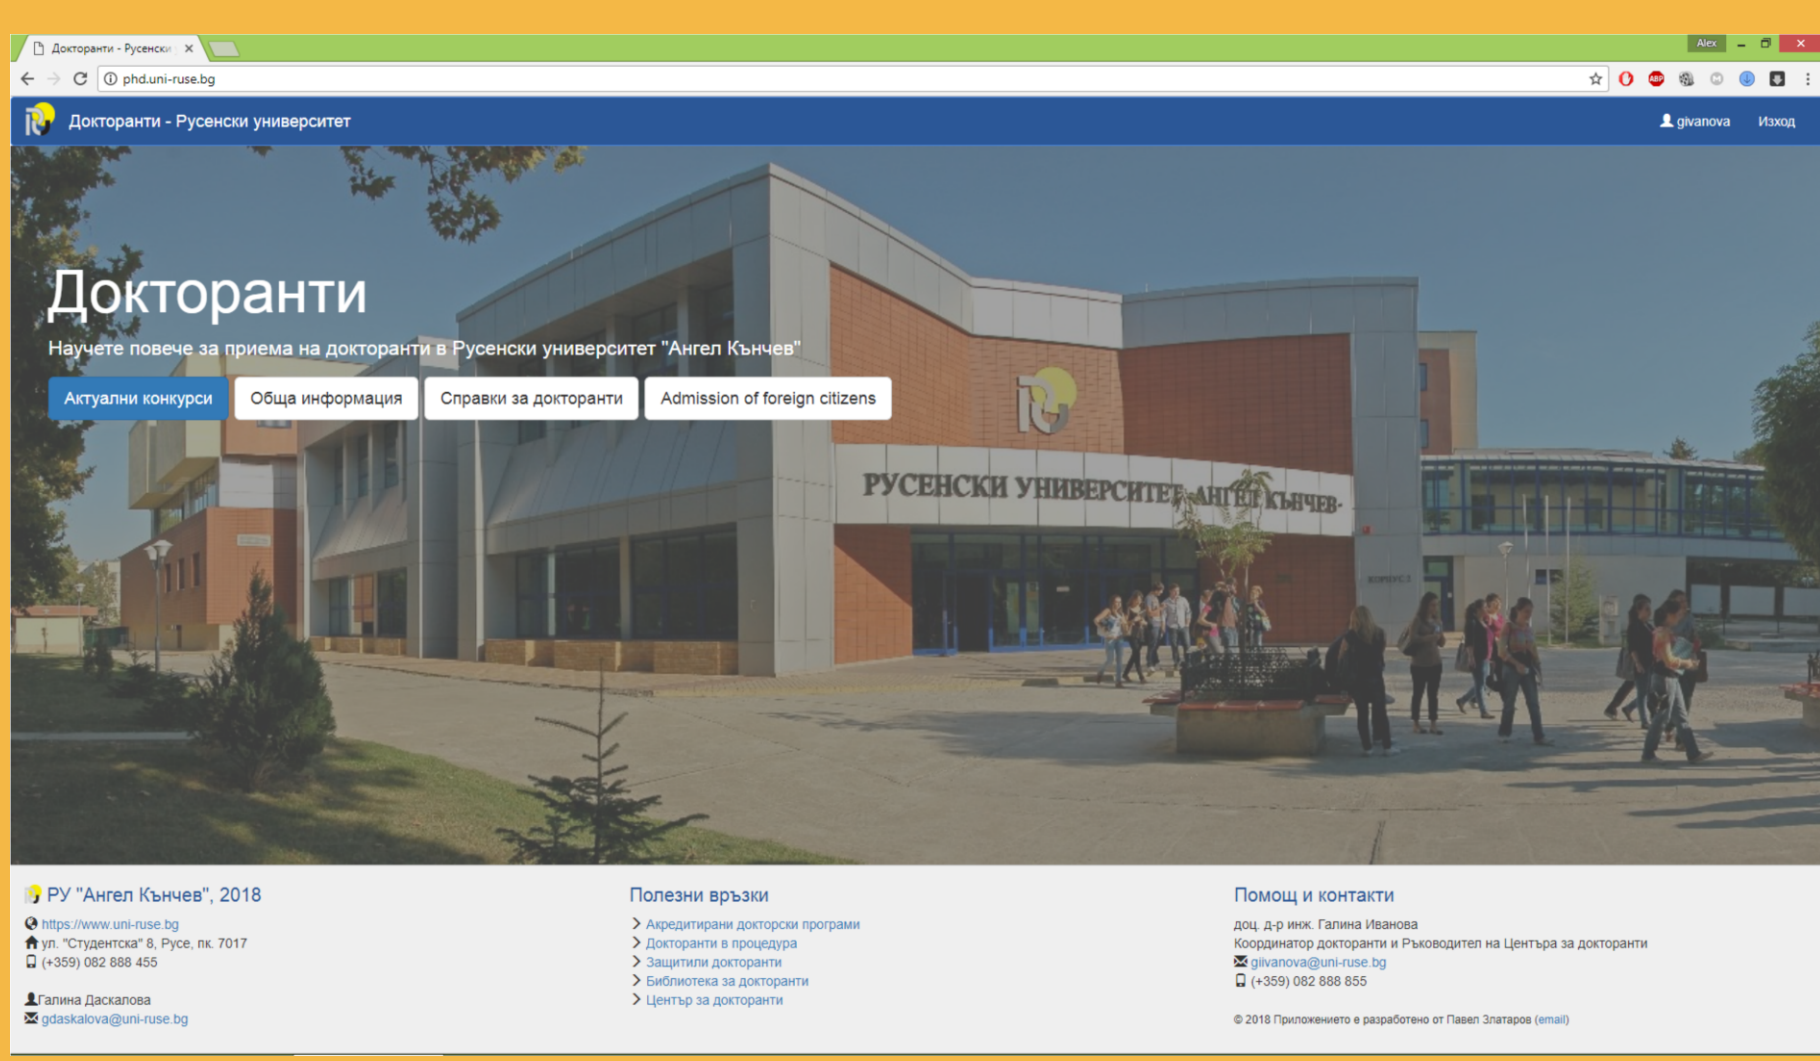 Докторанти - Русенски
Alex
phd.uni-ruse.bg
ABP
Докторанти - Русенски университет
givanova
Изход
Докторанти
Научете повече за приема на докторанти в Русенски университет "Ангел Кънчев"
Актуални конкурси
Обща информация
Справки за докторанти
Admission of foreign citizens
РУСЕНСКИ УНИВЕРСИТЕТ „АНГЕЛ КЪНЧЕВ"
КОРПУС 1
РУ "Ангел Кънчев", 2018
https://www.uni-ruse.bg
ул. "Студентска" 8, Русе, пк. 7017
(+359) 082 888 455
Галина Даскалова
gdaskalova@uni-ruse.bg
Полезни връзки
Акредитирани докторски програми
Докторанти в процедура
Защитили докторанти
Библиотека за докторанти
Център за докторанти
Помощ и контакти
доц. д-р инж. Галина Иванова
Координатор докторанти и Ръководител на Центъра за докторанти
giivanova@uni-ruse.bg
(+359) 082 888 855
© 2018 Приложението е разработено от Павел Златаров (email)